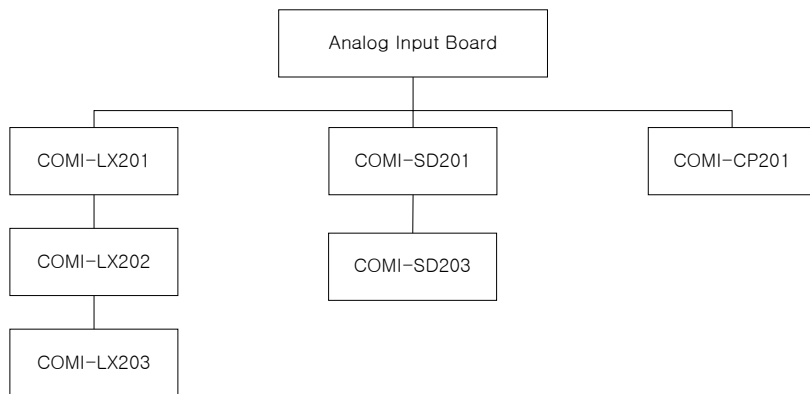 Analog Input Board
COMI-LX201
COMI-SD201
COMI-CP201
COMI-LX202
COMI-SD203
COMI-LX203